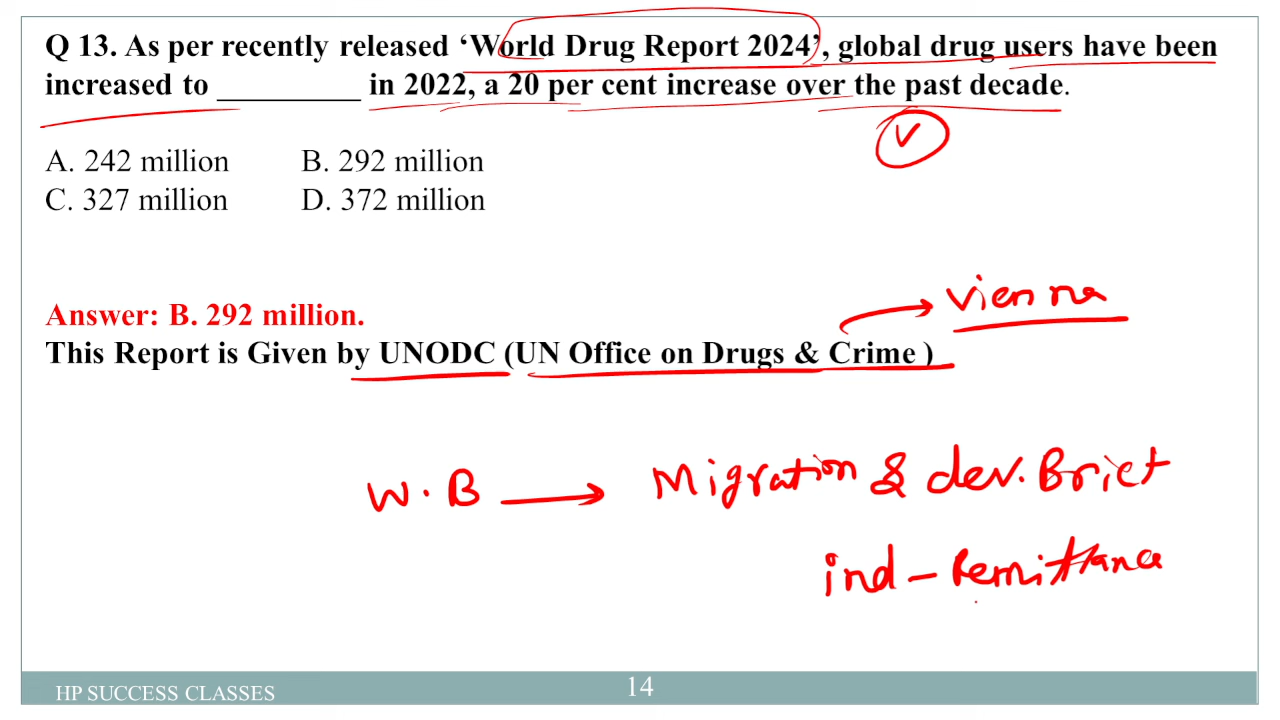 Q 13. As per recently released ‘World Drug Report 2024’, global drug users have been
increased to _________ in 2022, a 20 per cent increase over the past decade.
A. 242 million B. 292 million
C. 327 million D. 372 million
vienna
Answer: B. 292 million.
This Report is Given by UNODC (UN Office on Drugs & Crime )
W.B → Migration & dev. Brief
ind - Remittance
HP SUCCESS CLASSES 14